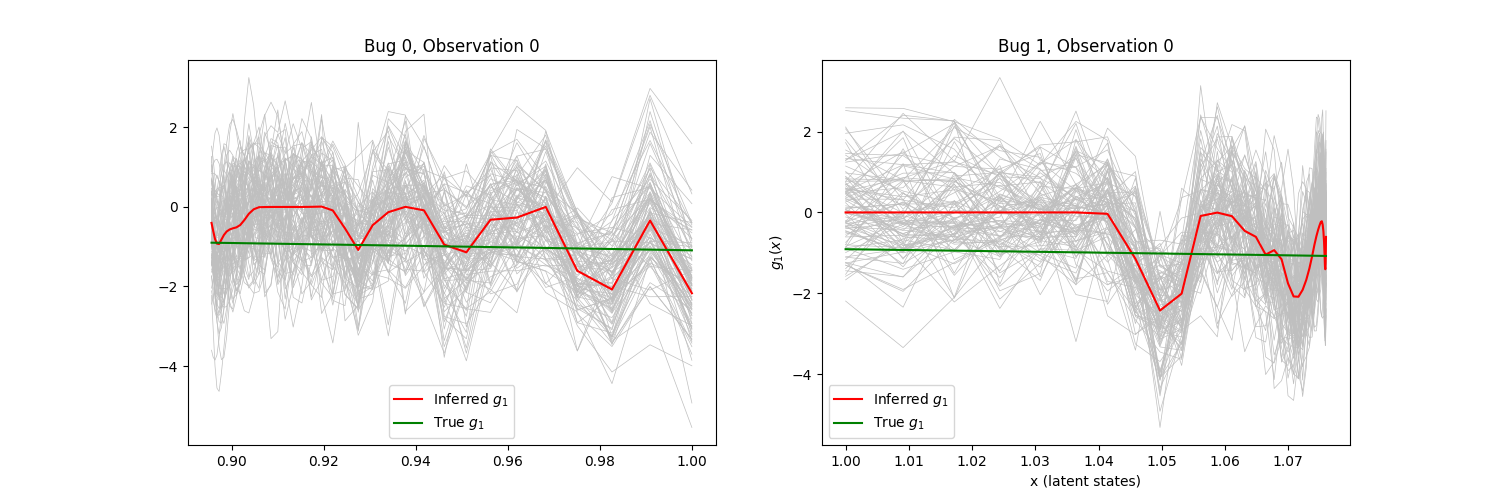 Bug 0, Observation 0
2
0
−2
−4
0.90 0.92 0.94 0.96 0.98 1.00
Inferred g₁
True g₁
Bug 1, Observation 0
g₁(x)
2
0
−2
−4
1.00 1.01 1.02 1.03 1.04 1.05 1.06 1.07
x (latent states)
Inferred g₁
True g₁